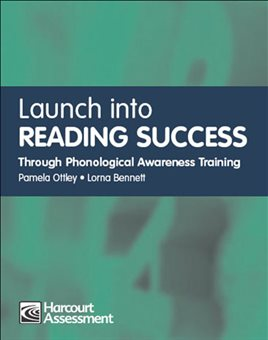 Launch into
READING SUCCESS
Through Phonological Awareness Training
Pamela Ottley • Lorna Bennett
Harcourt
Assessment